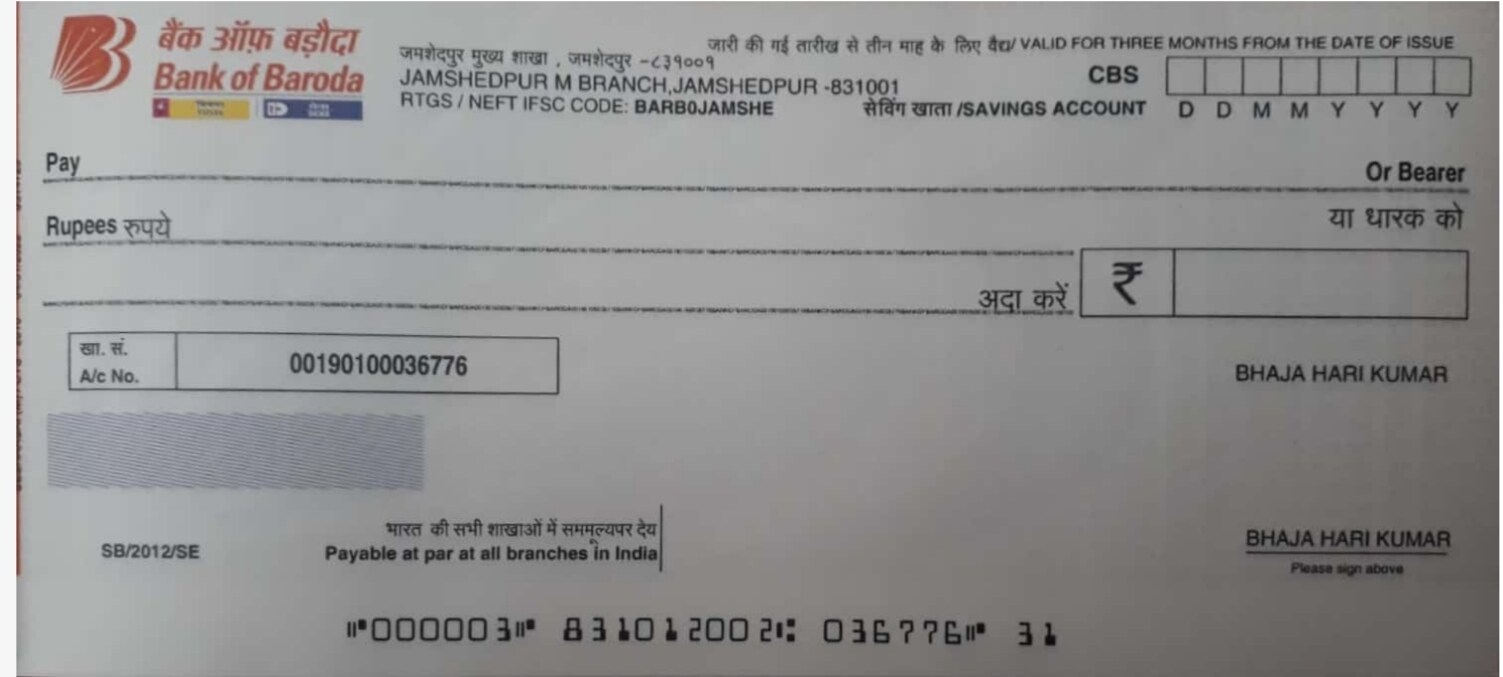 बैंक ऑफ़ बड़ौदा
Bank of Baroda
जमशेदपुर मुख्य शाखा , जमशेदपुर -८३१००१
JAMSHEDPUR M BRANCH,JAMSHEDPUR -831001
RTGS / NEFT IFSC CODE: BARB0JAMSHE
जारी की गई तारीख से तीन माह के लिए वैद्य/ VALID FOR THREE MONTHS FROM THE DATE OF ISSUE
CBS
सेविंग खाता /SAVINGS ACCOUNT
D D M M Y Y Y Y
Pay
Or Bearer
Rupees रुपये
या धारक को
अदा करें ₹
खा. सं.
A/c No.
00190100036776
BHAJA HARI KUMAR
SB/2012/SE
भारत की सभी शाखाओं में सममूल्यपर देय
Payable at par at all branches in India
BHAJA HARI KUMAR
Please sign above
⑈000003⑈ 831012002⑆ 036776⑈ 31